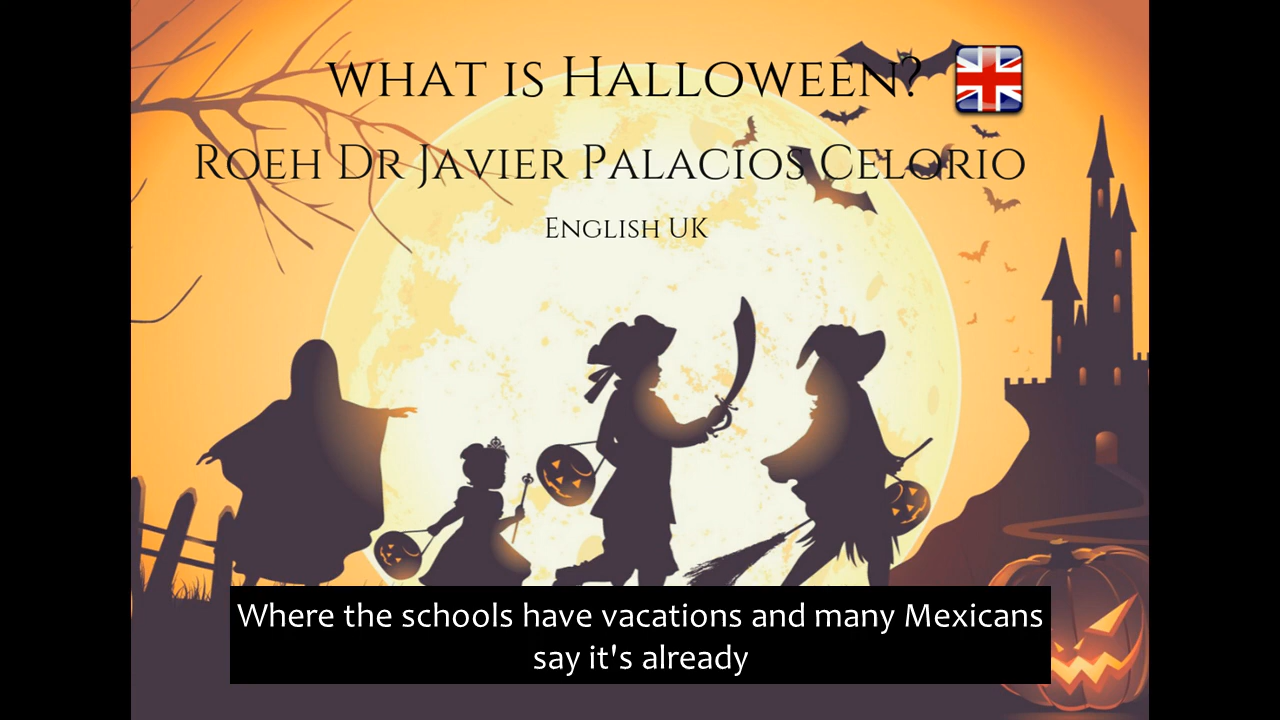 WHAT IS HALLOWEEN?
ROEH DR JAVIER PALACIOS CELORIO
ENGLISH UK
Where the schools have vacations and many Mexicans
say it's already